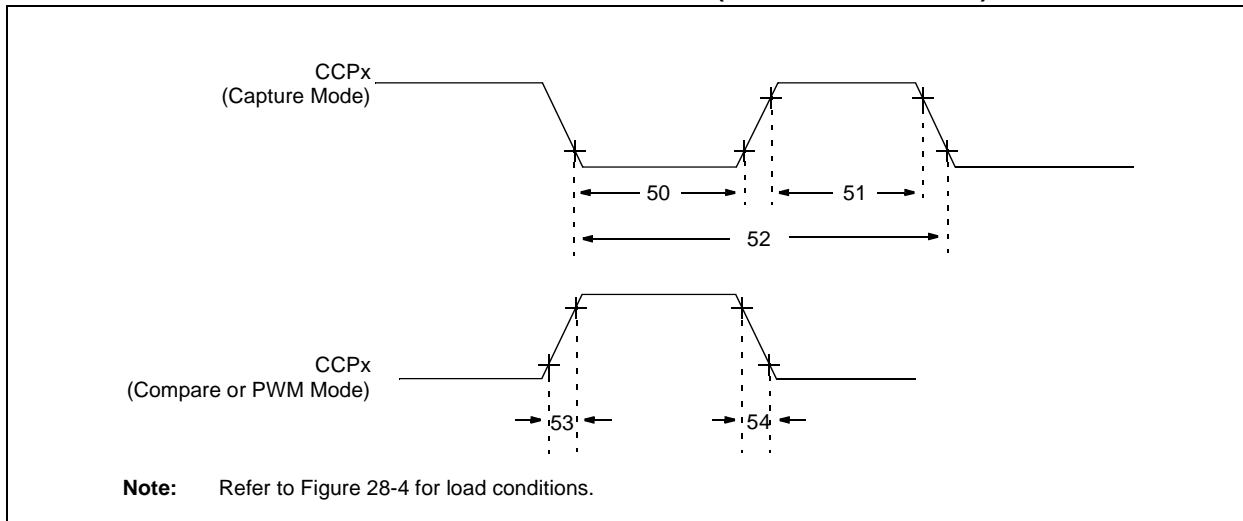 CCPx
(Capture Mode)
50
51
52
CCPx
(Compare or PWM Mode)
53
54
Note: Refer to Figure 28-4 for load conditions.